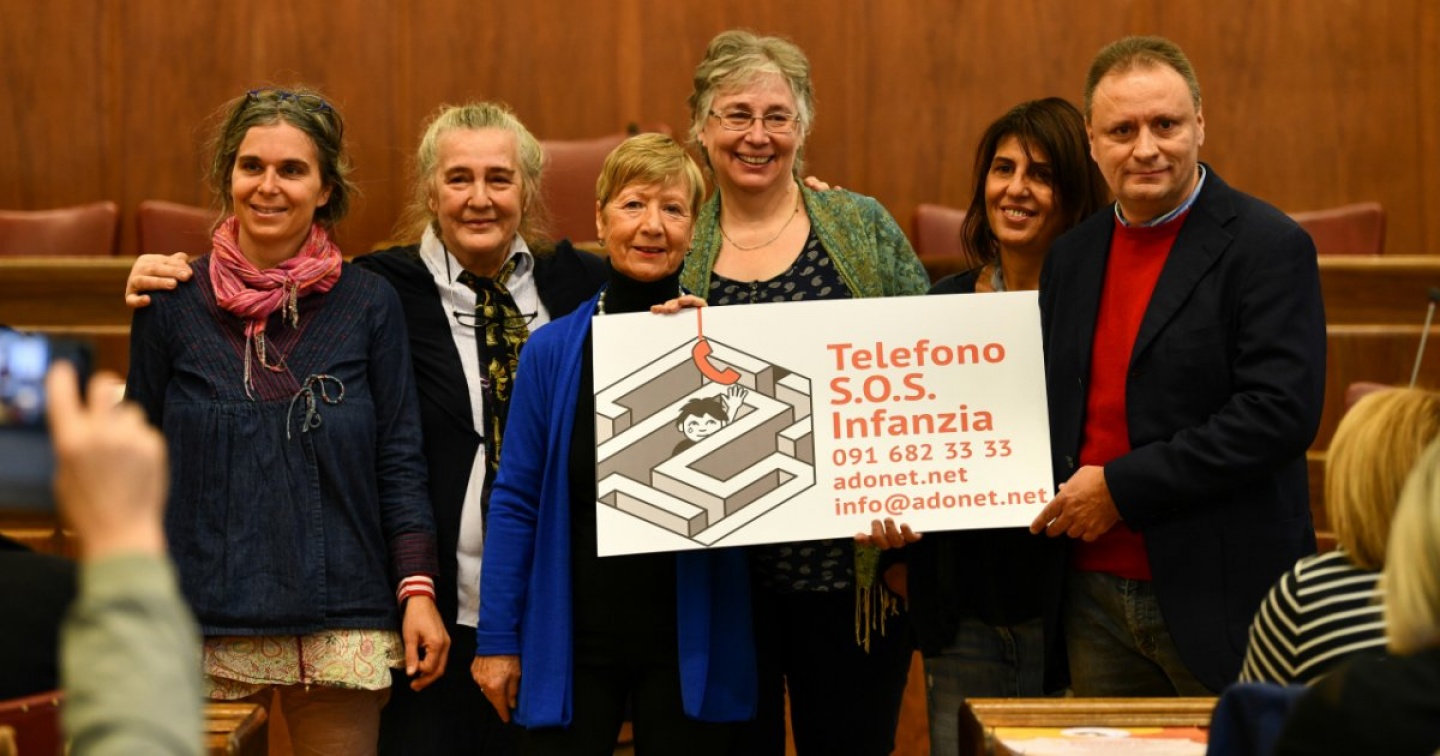 Telefono
S.O.S.
Infanzia
091 682 33 33
adonet.net
info@adonet.net